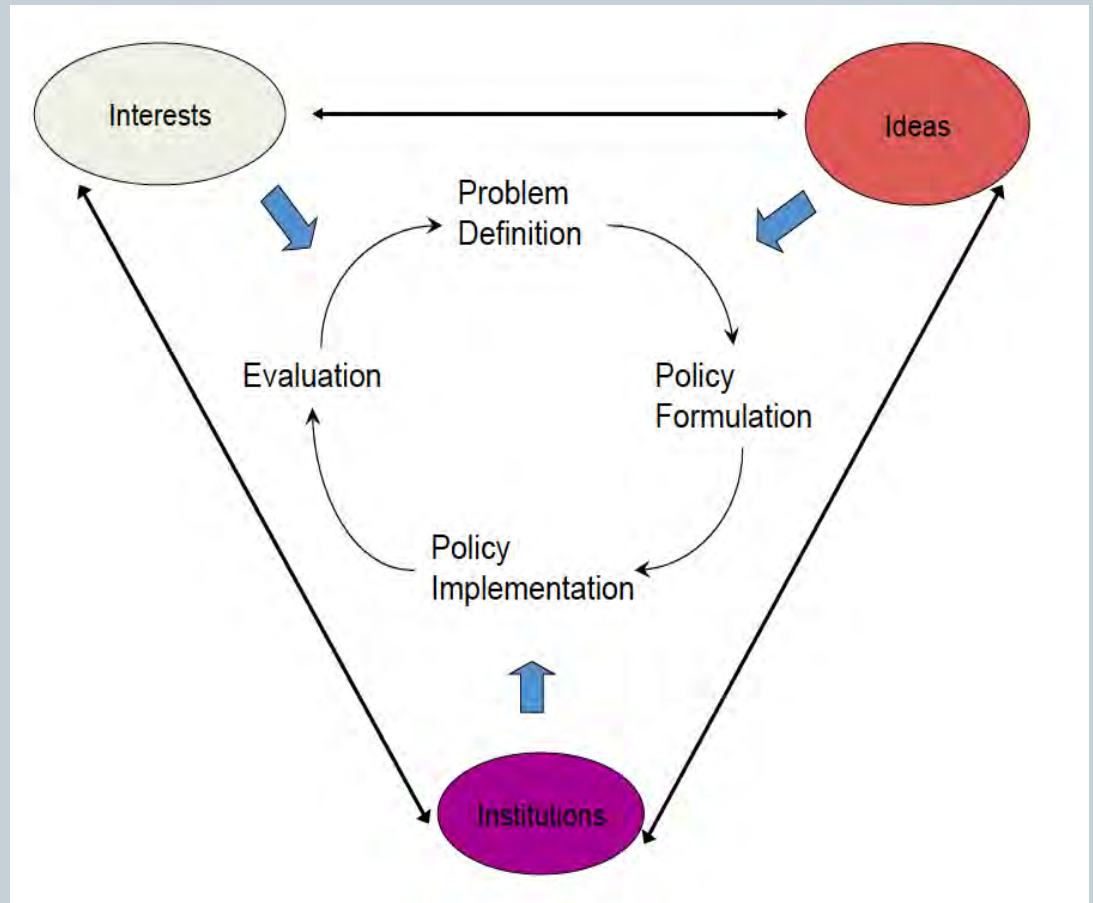 Interests
Ideas
Problem
Definition
Evaluation
Policy
Formulation
Policy
Implementation
Institutions